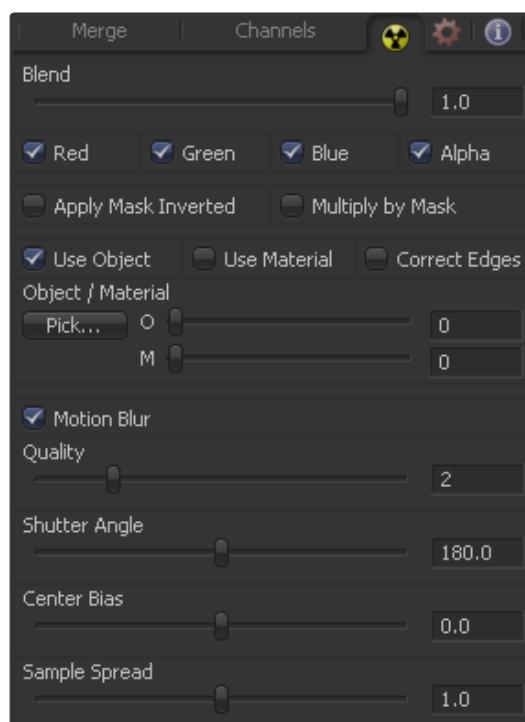 Merge Channels
Blend
1.0
Red Green Blue Alpha
Apply Mask Inverted Multiply by Mask
Use Object Use Material Correct Edges
Object / Material
Pick... O 0
M 0
Motion Blur
Quality
2
Shutter Angle
180.0
Center Bias
0.0
Sample Spread
1.0